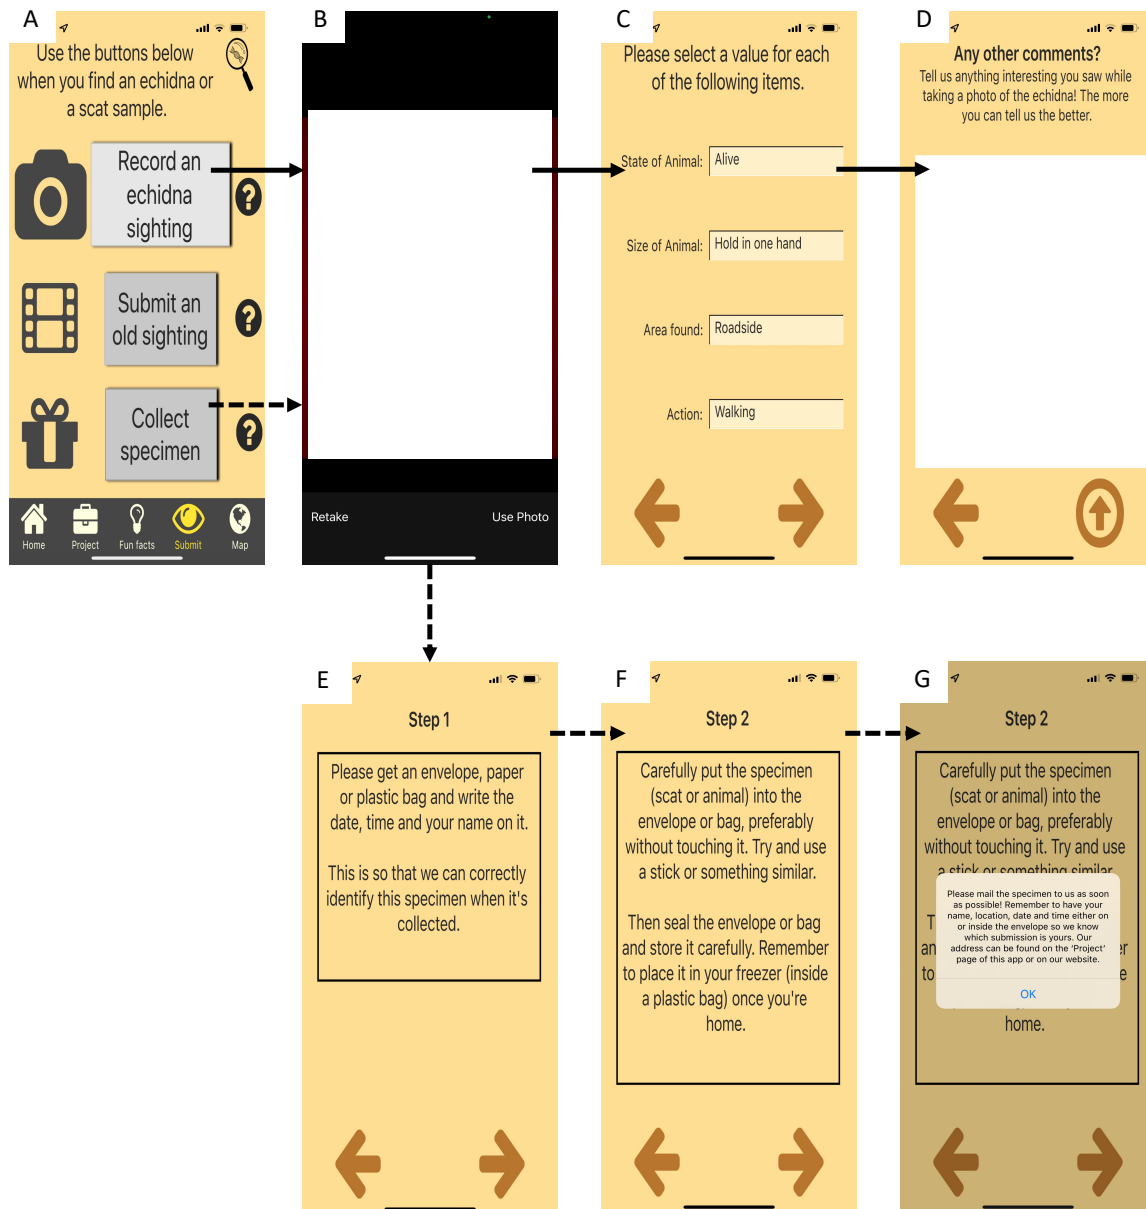 A
Use the buttons below
when you find an echidna or
a scat sample.
Record an
echidna
sighting
?
Submit an
old sighting
?
Collect
specimen
?
Home
Project
Fun facts
Submit
Map
B
Retake
Use Photo
C
Please select a value for each
of the following items.
State of Animal: Alive
Size of Animal: Hold in one hand
Area found: Roadside
Action: Walking
D
Any other comments?
Tell us anything interesting you saw while
taking a photo of the echidna! The more
you can tell us the better.
E
Step 1
Please get an envelope, paper
or plastic bag and write the
date, time and your name on it.
This is so that we can correctly
identify this specimen when it's
collected.
F
Step 2
Carefully put the specimen
(scat or animal) into the
envelope or bag, preferably
without touching it. Try and use
a stick or something similar.
Then seal the envelope or bag
and store it carefully. Remember
to place it in your freezer (inside
a plastic bag) once you're
home.
G
Step 2
Carefully put the specimen
(scat or animal) into the
envelope or bag, preferably
without touching it. Try and use
a stick or something similar.
Please mail the specimen to us as soon
as possible! Remember to have your
name, location, date and time either on
or inside the envelope so we know
which submission is yours. Our
address can be found on the 'Project'
page of this app or on our website.
OK
home.